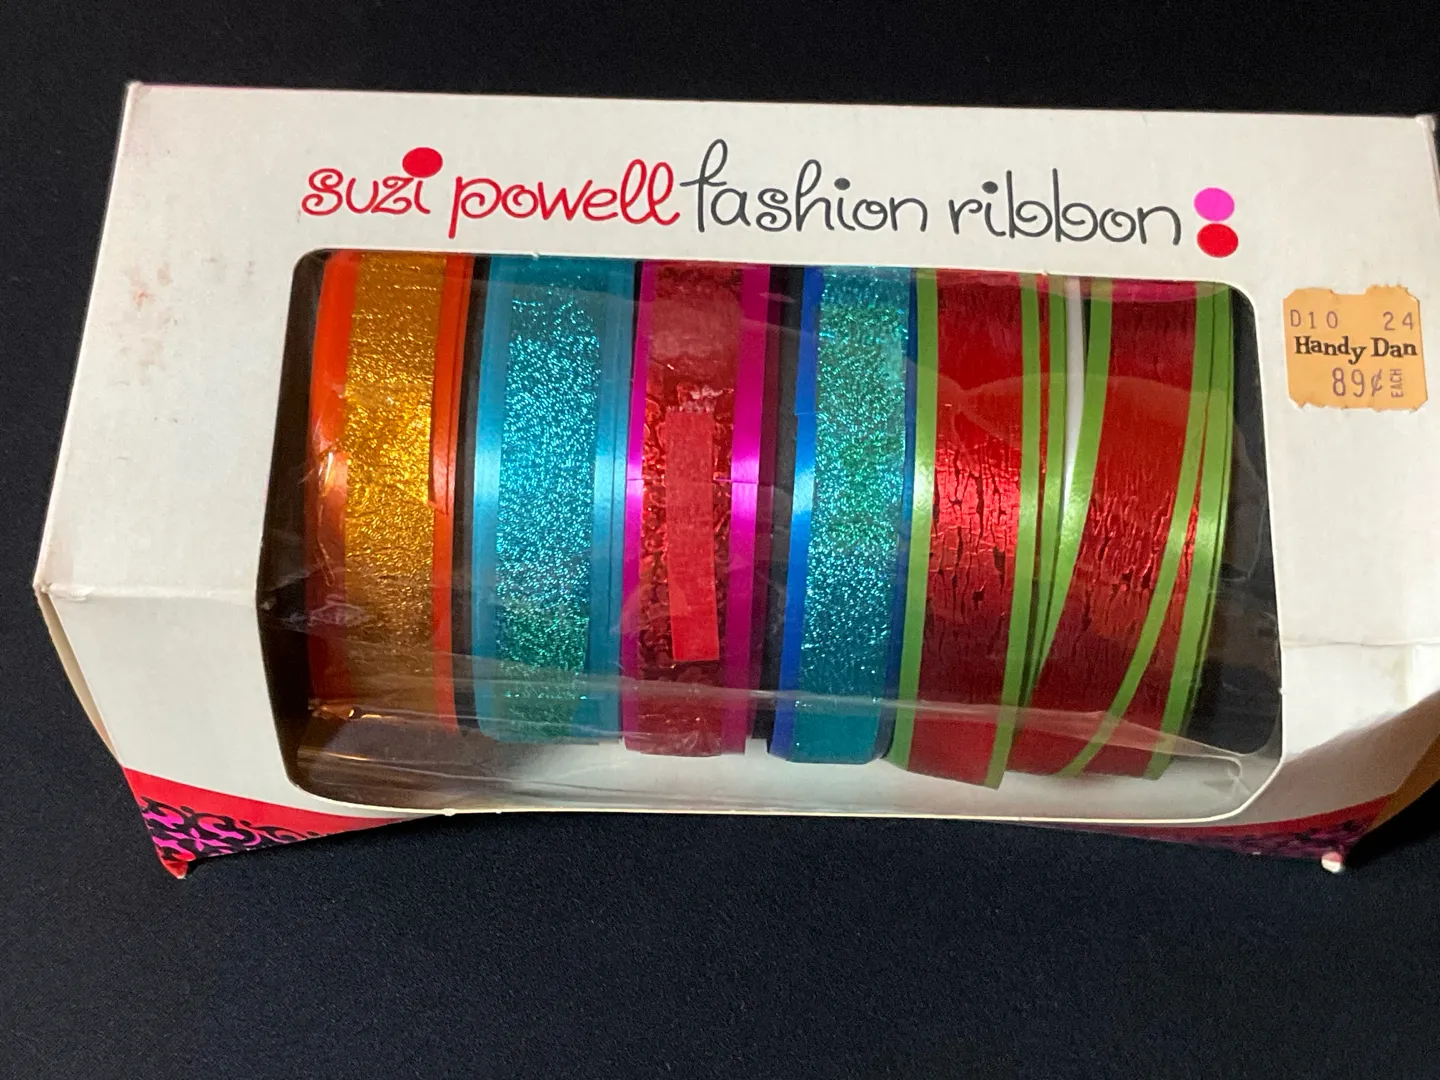 suzi powell fashion ribbon
D10 24
Handy Dan
89¢ EACH